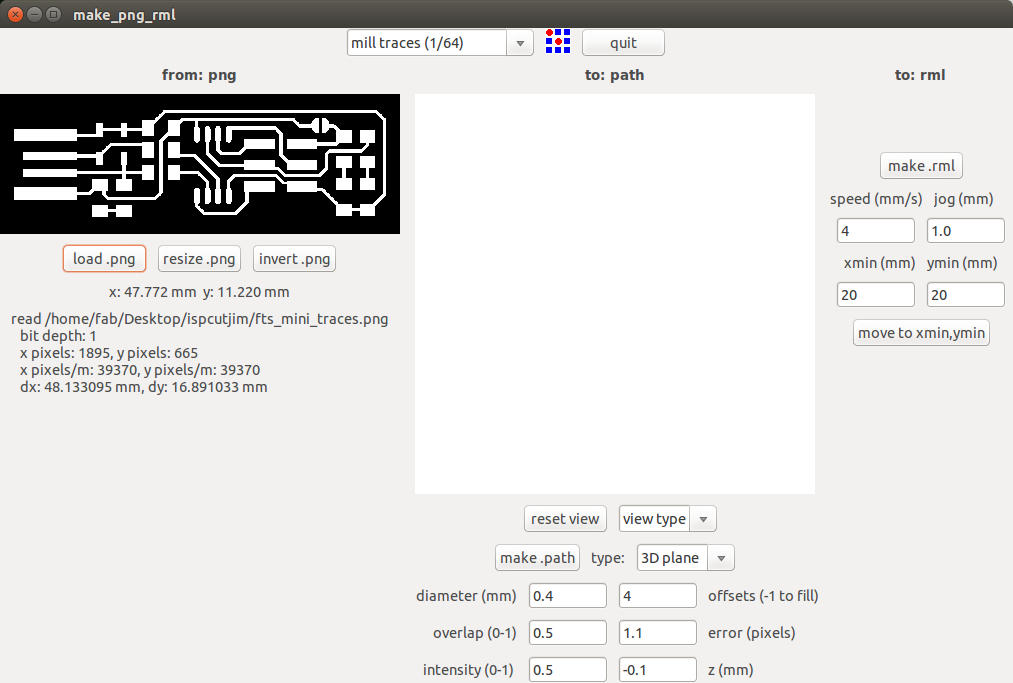 make_png_rml
mill traces (1/64) quit
from: png to: path to: rml
load .png resize .png invert .png
x: 47.772 mm y: 11.220 mm
read /home/fab/Desktop/ispcutjim/fts_mini_traces.png
bit depth: 1
x pixels: 1895, y pixels: 665
x pixels/m: 39370, y pixels/m: 39370
dx: 48.133095 mm, dy: 16.891033 mm
reset view view type
make .path type: 3D plane
diameter (mm) 0.4 4 offsets (-1 to fill)
overlap (0-1) 0.5 1.1 error (pixels)
intensity (0-1) 0.5 -0.1 z (mm)
make .rml
speed (mm/s) jog (mm)
4 1.0
xmin (mm) ymin (mm)
20 20
move to xmin,ymin